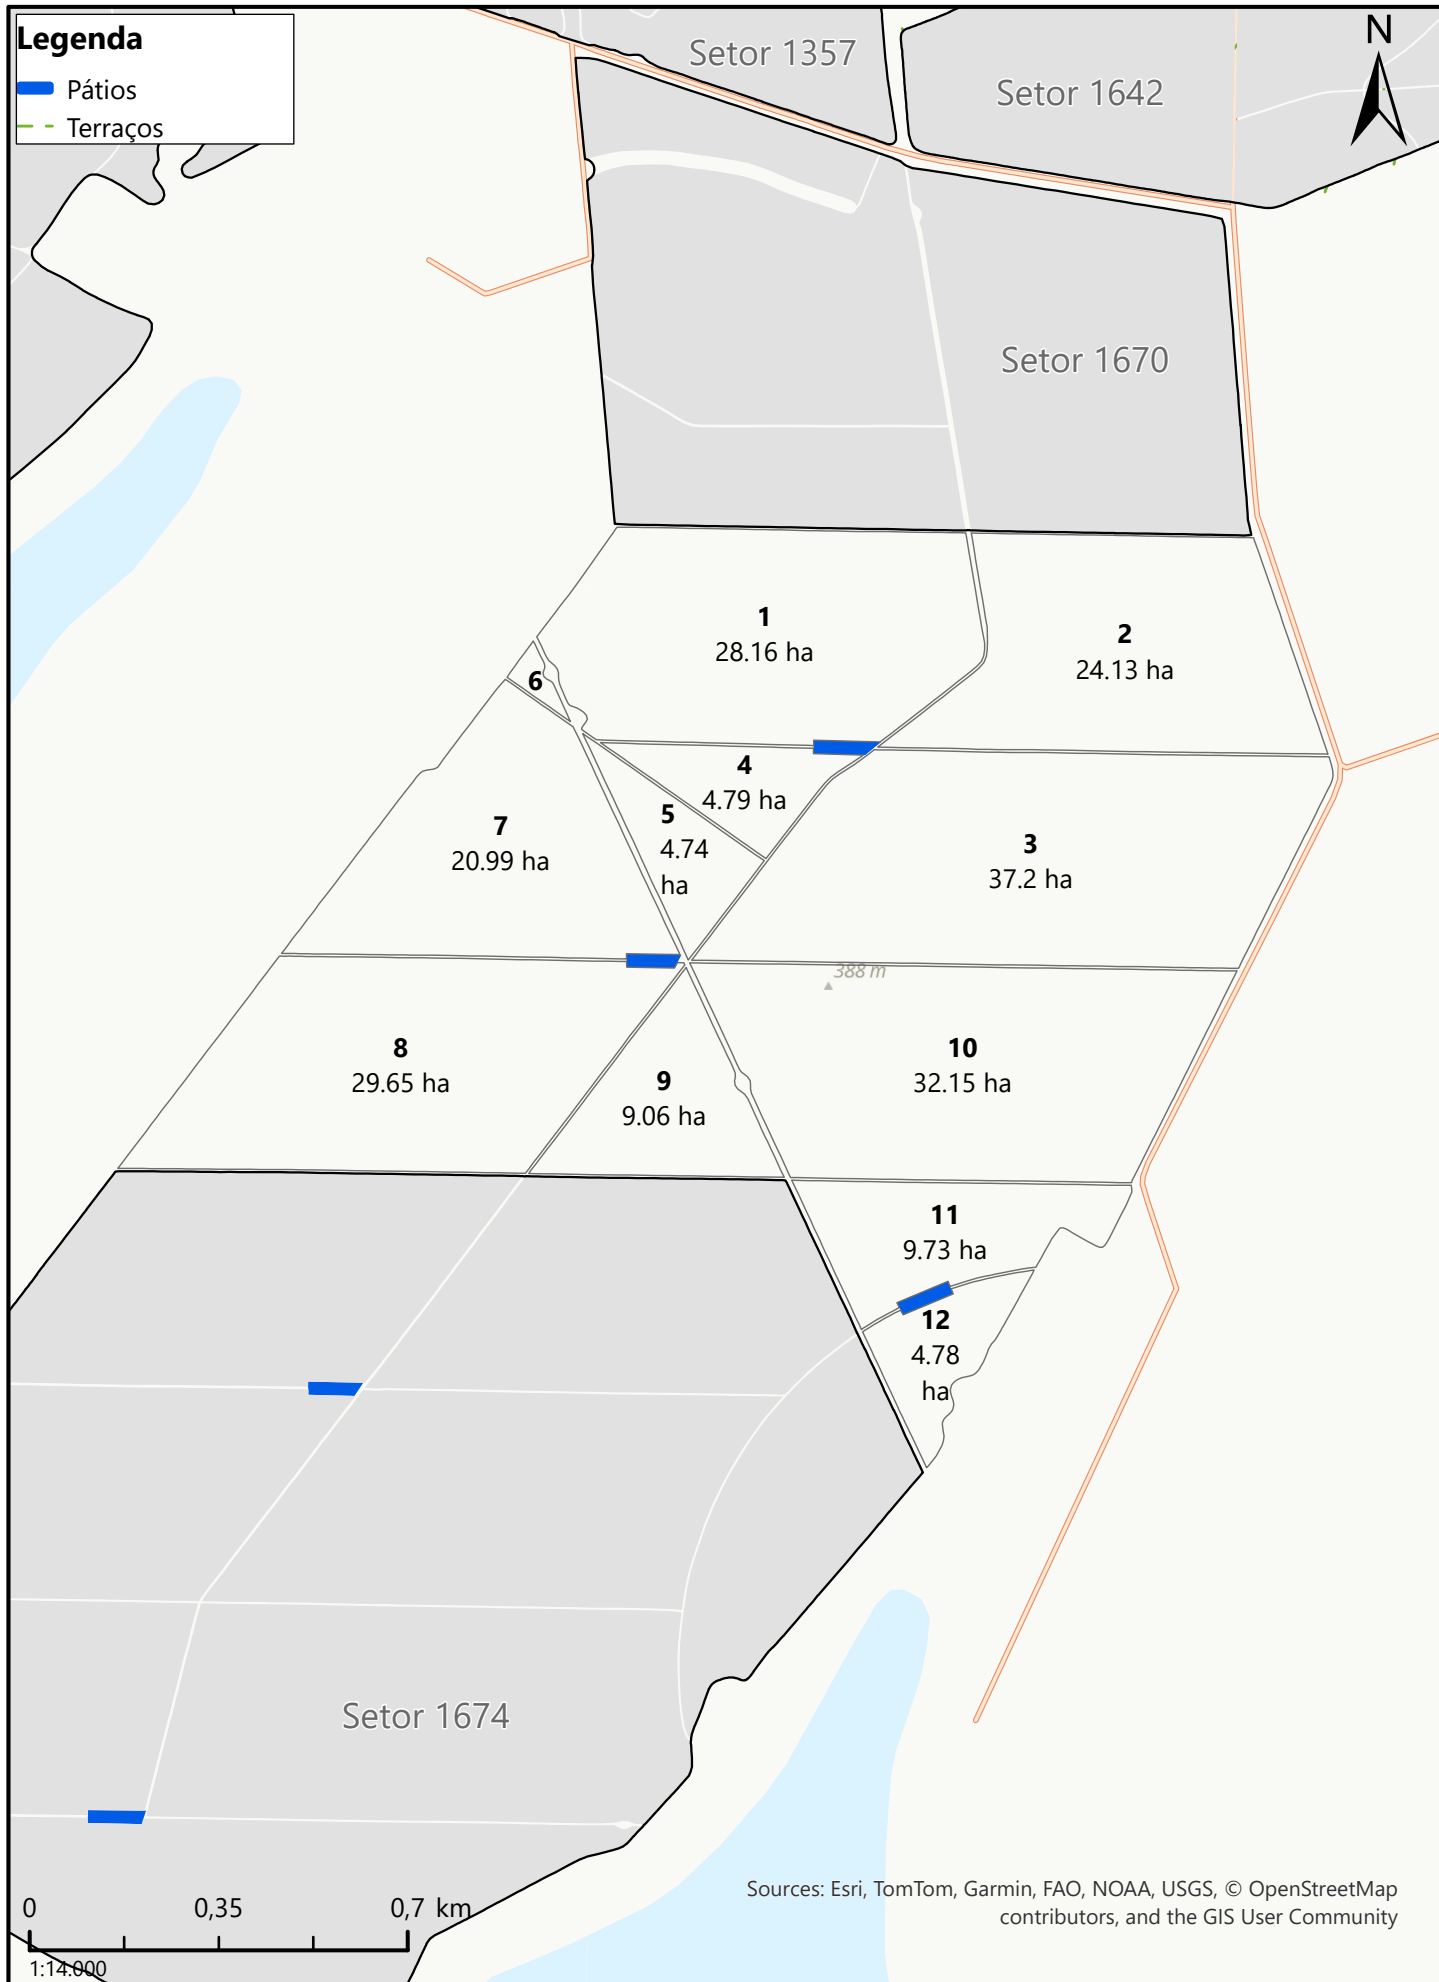 Legenda
Pátios
Terraços
Setor 1357
Setor 1642
N
Setor 1670
1
28.16 ha
2
24.13 ha
6
4
4.79 ha
5
4.74
ha
7
20.99 ha
3
37.2 ha
388 m
8
29.65 ha
9
9.06 ha
10
32.15 ha
11
9.73 ha
12
4.78
ha
Setor 1674
0 0,35 0,7 km
1:14.000
Sources: Esri, TomTom, Garmin, FAO, NOAA, USGS, © OpenStreetMap
contributors, and the GIS User Community